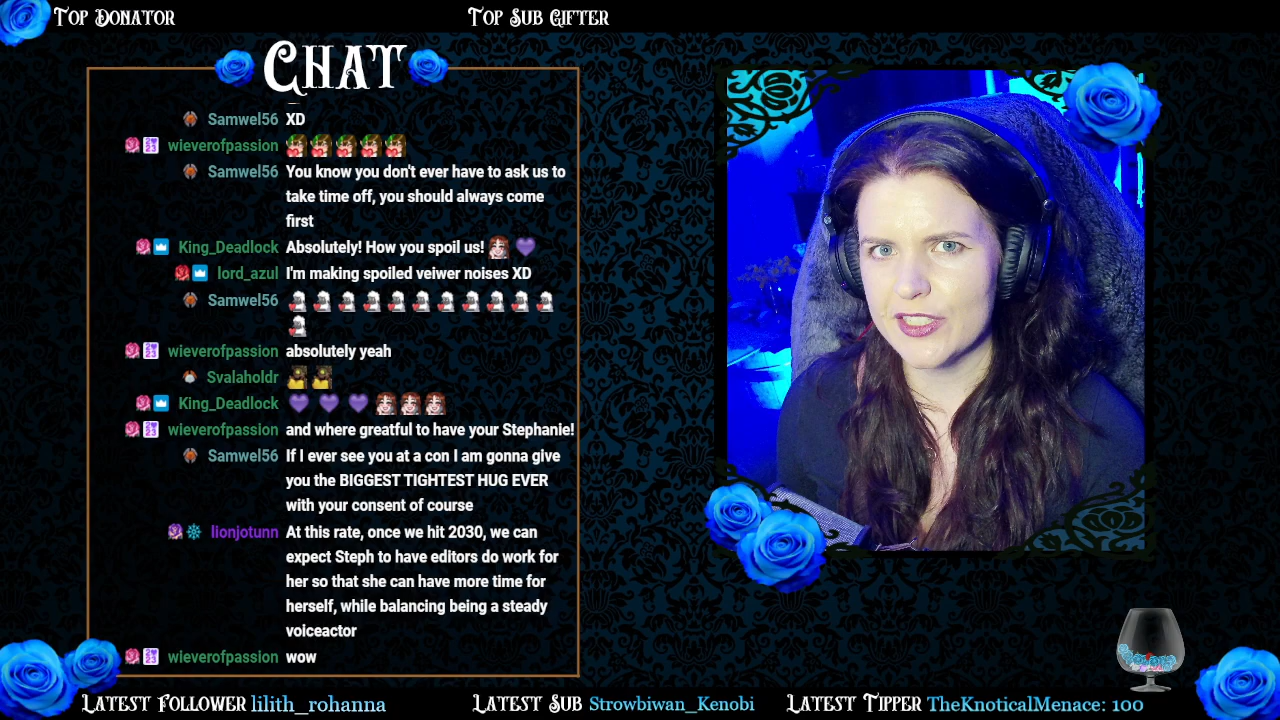 Top Donator
Top Sub Gifter
Chat
Samwel56 XD
wieverofpassion
Samwel56 You know you don't ever have to ask us to
take time off, you should always come
first
King_Deadlock Absolutely! How you spoil us!
lord_azul I'm making spoiled veiwer noises XD
Samwel56
wieverofpassion absolutely yeah
Svalaholdr
King_Deadlock
wieverofpassion and where greatful to have your Stephanie!
Samwel56 If I ever see you at a con I am gonna give
you the BIGGEST TIGHTEST HUG EVER
with your consent of course
lionjotunn At this rate, once we hit 2030, we can
expect Steph to have editors do work for
her so that she can have more time for
herself, while balancing being a steady
voiceactor
wieverofpassion wow
Latest Follower lilith_rohanna
Latest Sub Strowbiwan_Kenobi
Latest Tipper TheKnoticalMenace: 100